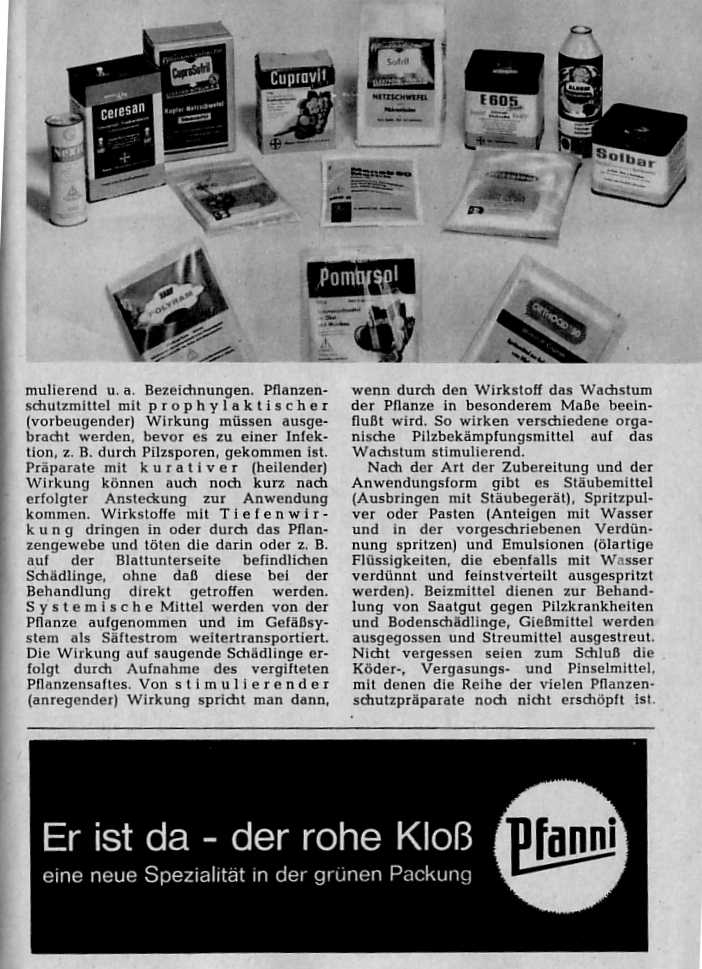 Ceresan
CuproSofril
Kupfer Netzschwefel
Cupravit
Sofril
NETZSCHWEFEL
E605
Solbar
POLYRAM
Pomarsol
ORTHOCID 50
mulierend u. a. Bezeichnungen. Pflanzen-
schutzmittel mit prophylaktischer
(vorbeugender) Wirkung müssen ausge-
bracht werden, bevor es zu einer Infek-
tion, z. B. durch Pilzsporen, gekommen ist.
Präparate mit kurativer (heilender)
Wirkung können auch noch kurz nach
erfolgter Ansteckung zur Anwendung
kommen. Wirkstoffe mit Tiefenwir-
kung dringen in oder durch das Pflan-
zengewebe und töten die darin oder z. B.
auf der Blattunterseite befindlichen
Schädlinge, ohne daß diese bei der
Behandlung direkt getroffen werden.
Systemische Mittel werden von der
Pflanze aufgenommen und im Gefäßsy-
stem als Säftestrom weitertransportiert.
Die Wirkung auf saugende Schädlinge er-
folgt durch Aufnahme des vergifteten
Pflanzensaftes. Von stimulierender
(anregender) Wirkung spricht man dann,
wenn durch den Wirkstoff das Wachstum
der Pflanze in besonderem Maße beein-
flußt wird. So wirken verschiedene orga-
nische Pilzbekämpfungsmittel auf das
Wachstum stimulierend.
Nach der Art der Zubereitung und der
Anwendungsform gibt es Stäubemittel
(Ausbringen mit Stäubegerät), Spritzpul-
ver oder Pasten (Anteigen mit Wasser
und in der vorgeschriebenen Verdün-
nung spritzen) und Emulsionen (ölartige
Flüssigkeiten, die ebenfalls mit Wasser
verdünnt und feinstverteilt ausgespritzt
werden). Beizmittel dienen zur Behand-
lung von Saatgut gegen Pilzkrankheiten
und Bodenschädlinge, Gießmittel werden
ausgegossen und Streumittel ausgestreut.
Nicht vergessen seien zum Schluß die
Köder-, Vergasungs- und Pinselmittel,
mit denen die Reihe der vielen Pflanzen-
schutzpräparate noch nicht erschöpft ist.
Er ist da - der rohe Kloß
eine neue Spezialität in der grünen Packung
Pfanni